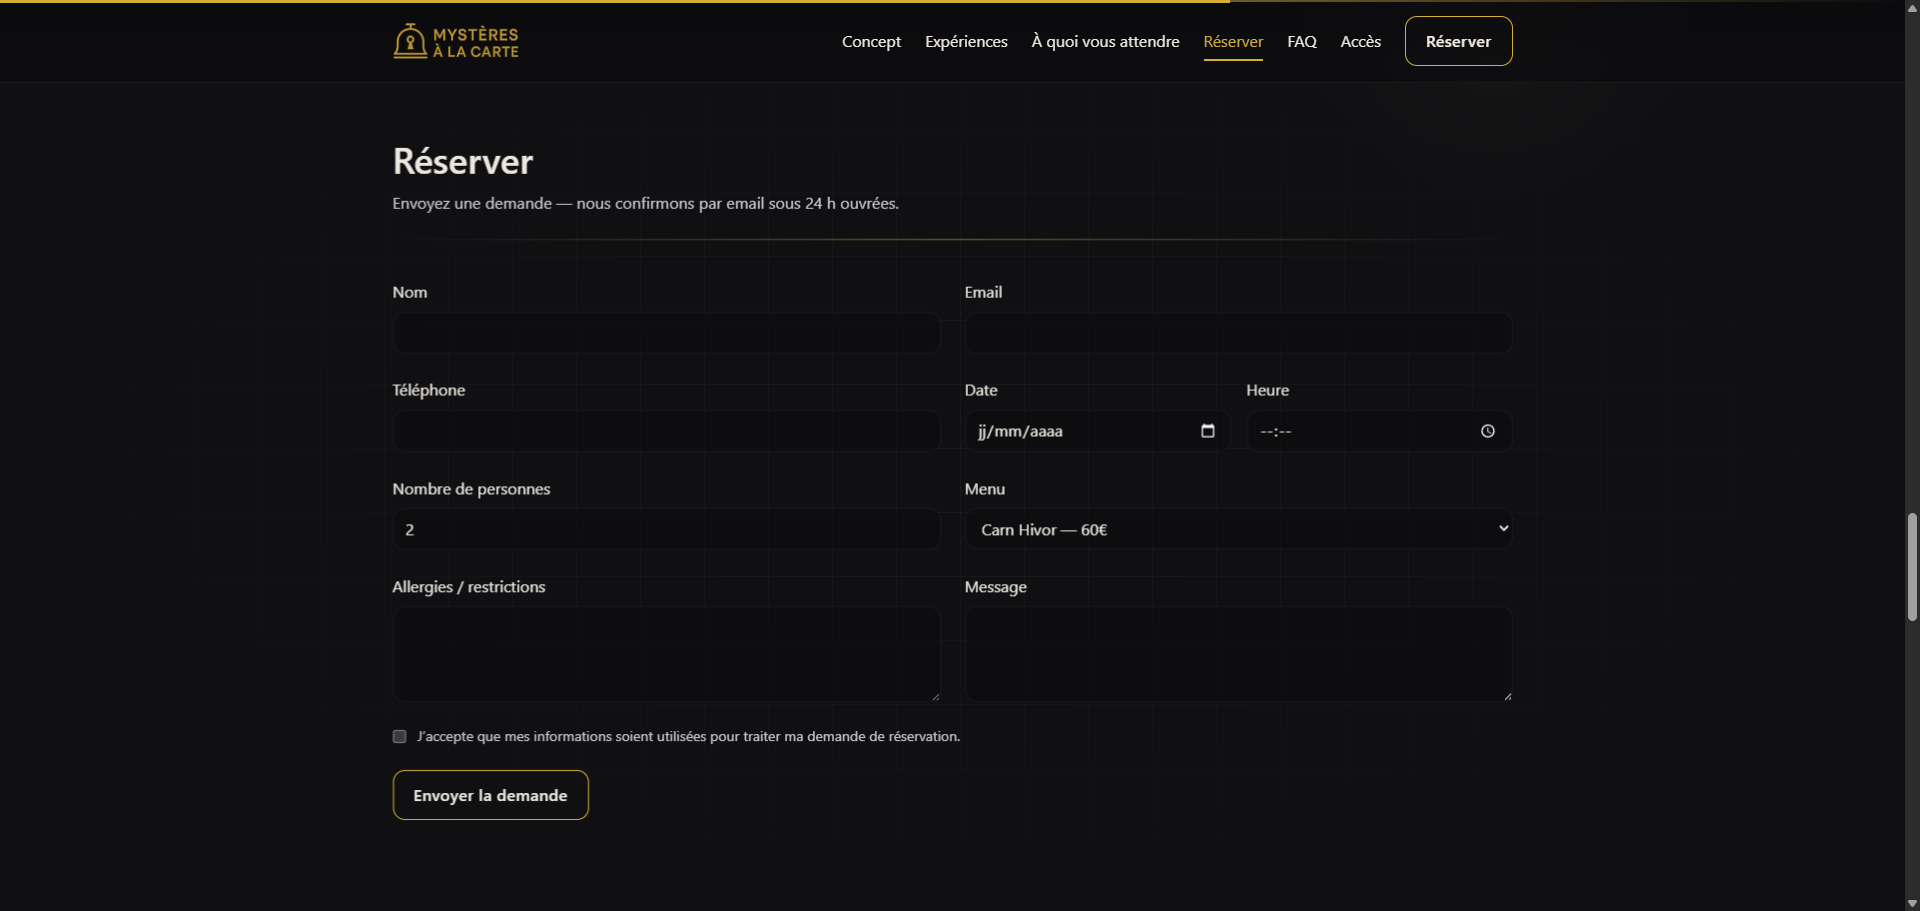 MYSTÈRES
À LA CARTE
Concept Expériences À quoi vous attendre Réserver FAQ Accès Réserver
Réserver
Envoyez une demande — nous confirmons par email sous 24 h ouvrées.
Nom Email
Téléphone Date Heure
jj/mm/aaaa --:--
Nombre de personnes Menu
2 Carn Hivor — 60€
Allergies / restrictions Message
J'accepte que mes informations soient utilisées pour traiter ma demande de réservation.
Envoyer la demande